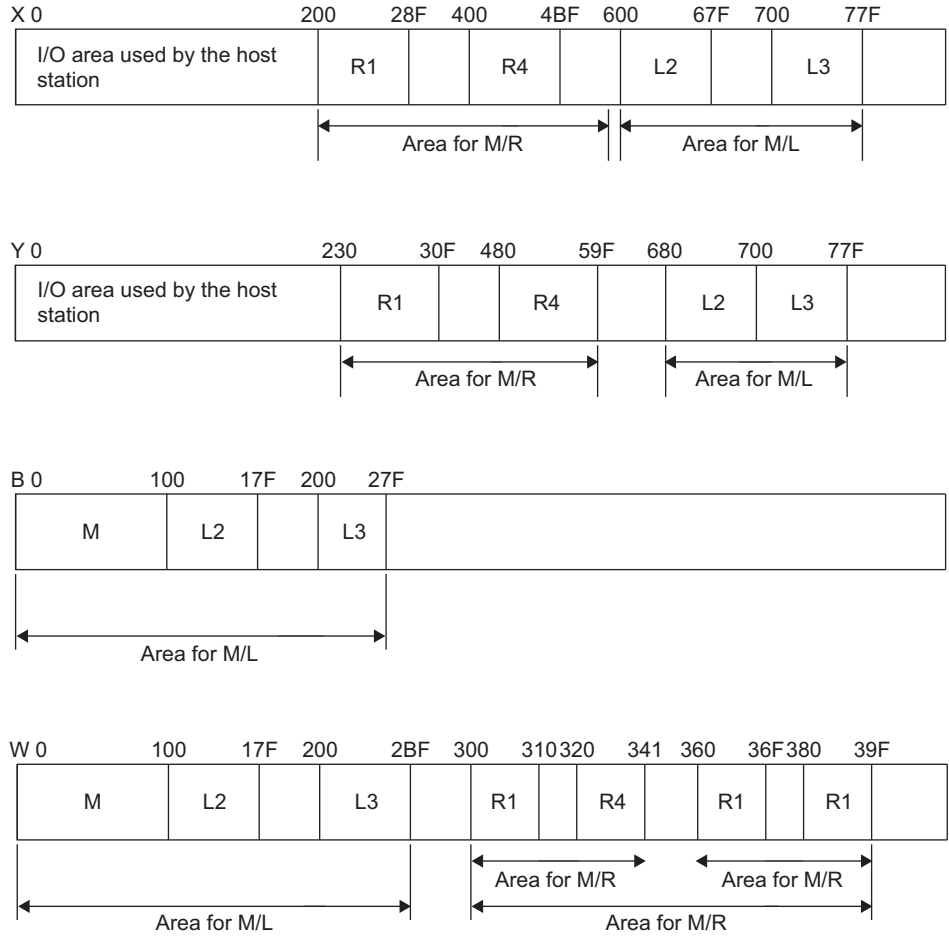 X 0 200 28F 400 4BF 600 67F 700 77F
I/O area used by the host
station
R1 R4 L2 L3
Area for M/R Area for M/L
Y 0 230 30F 480 59F 680 700 77F
I/O area used by the host
station
R1 R4 L2 L3
Area for M/R Area for M/L
B 0 100 17F 200 27F
M L2 L3
Area for M/L
W 0 100 17F 200 2BF 300 310 320 341 360 36F 380 39F
M L2 L3 R1 R4 R1 R1
Area for M/R Area for M/R
Area for M/L Area for M/R